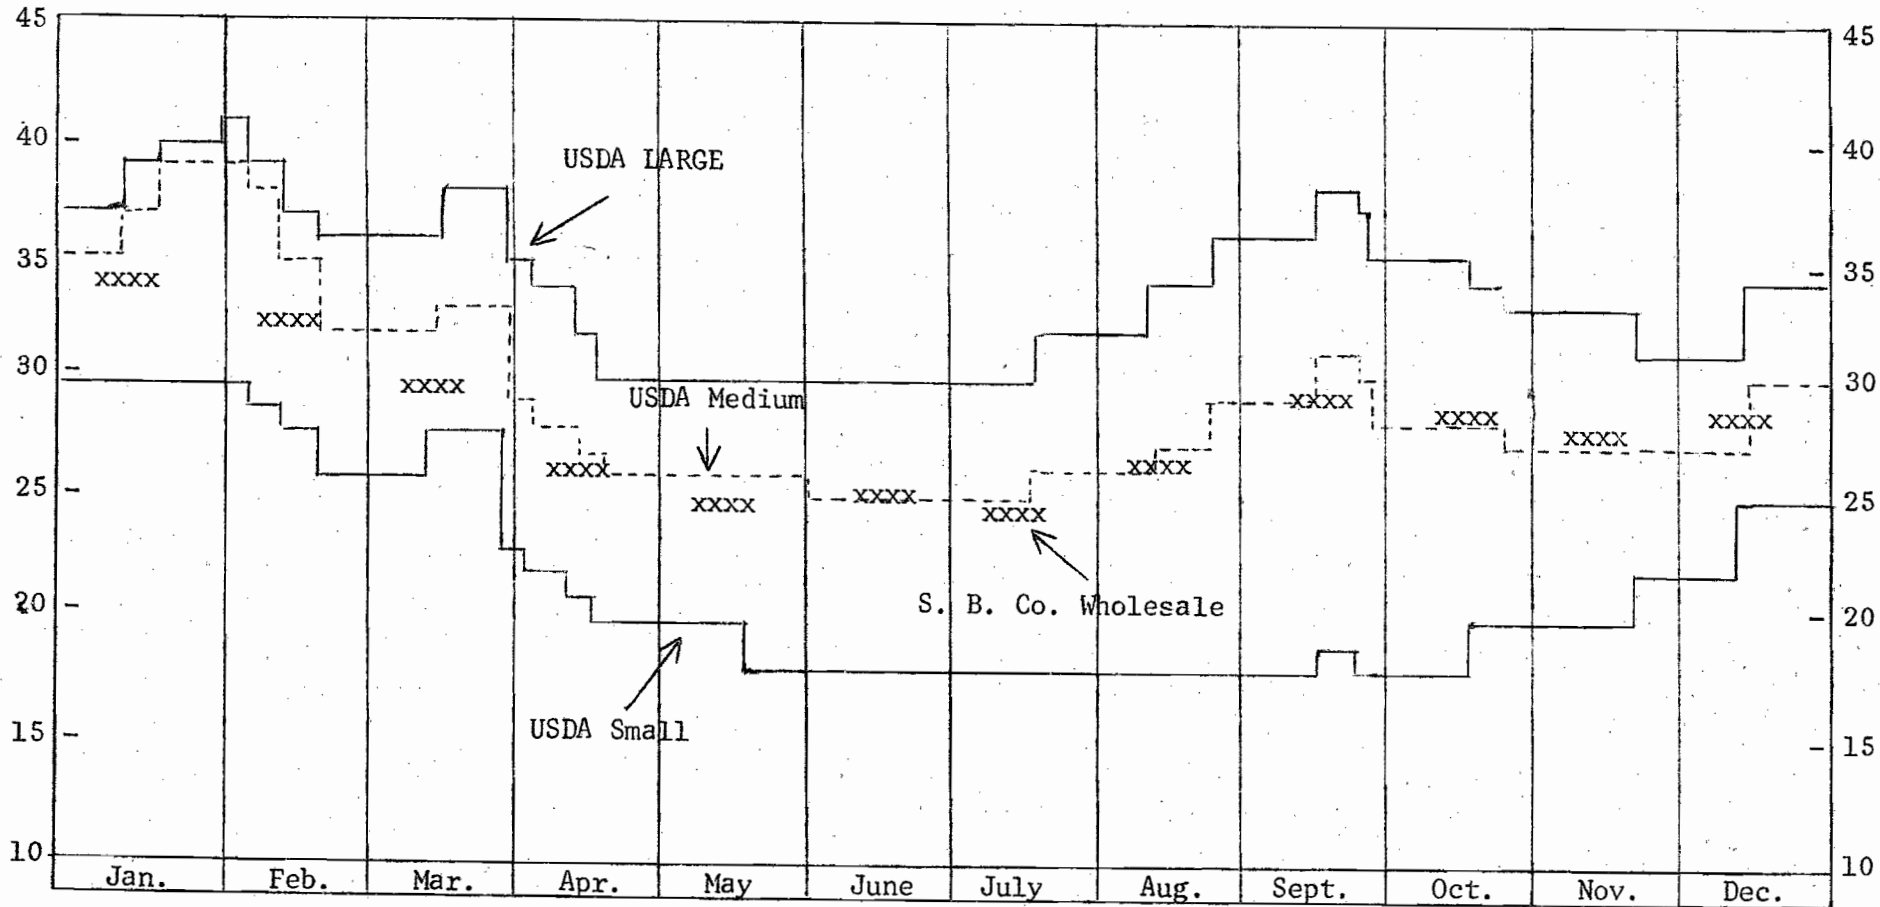 45 45
40 40
USDA LARGE
35 35
xxxx
xxxx
30 30
xxxx
USDA Medium
xxxx
xxxx
xxxx
xxxx
25 25
xxxx
xxxx
xxxx
xxxx
xxxx
20 20
S. B. Co. Wholesale
USDA Small
15 15
10 10
Jan. Feb. Mar. Apr. May June July Aug. Sept. Oct. Nov. Dec.